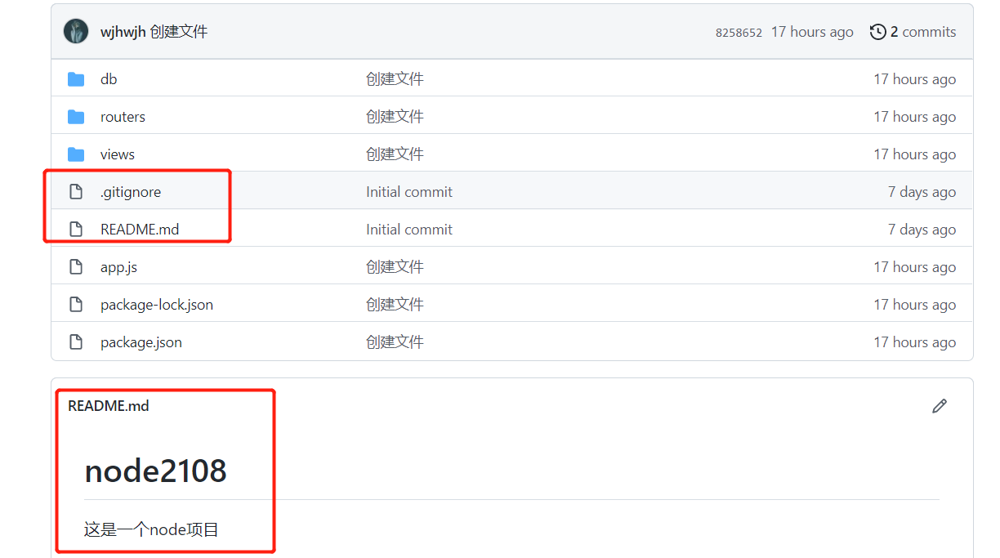 wjhwjh 创建文件 8258652 17 hours ago 2 commits
db 创建文件 17 hours ago
routers 创建文件 17 hours ago
views 创建文件 17 hours ago
.gitignore Initial commit 7 days ago
README.md Initial commit 7 days ago
app.js 创建文件 17 hours ago
package-lock.json 创建文件 17 hours ago
package.json 创建文件 17 hours ago
README.md
node2108
这是一个node项目